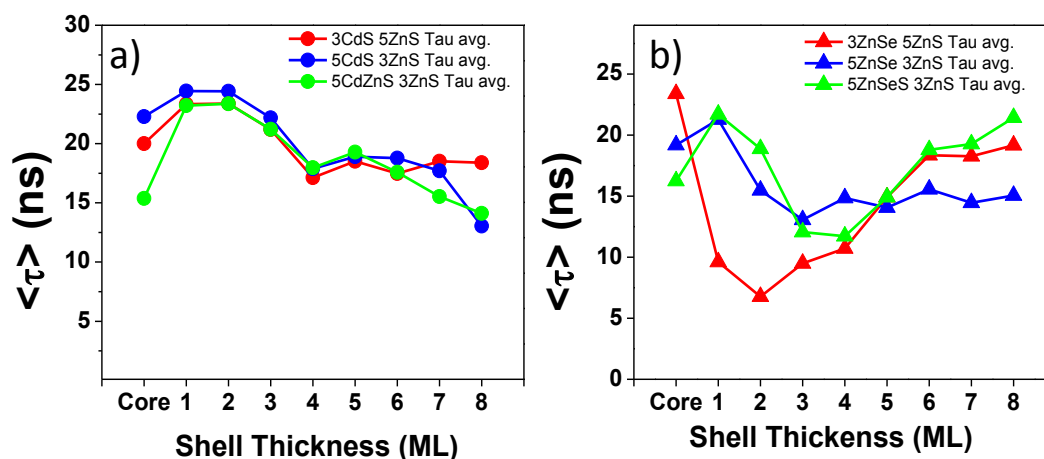 a)
3CdS 5ZnS Tau avg.
5CdS 3ZnS Tau avg.
5CdZnS 3ZnS Tau avg.
<τ> (ns)
30
25
20
15
10
5
Core 1 2 3 4 5 6 7 8
Shell Thickness (ML)
b)
3ZnSe 5ZnS Tau avg.
5ZnSe 3ZnS Tau avg.
5ZnSeS 3ZnS Tau avg.
<τ> (ns)
25
20
15
10
5
0
Core 1 2 3 4 5 6 7 8
Shell Thickenss (ML)